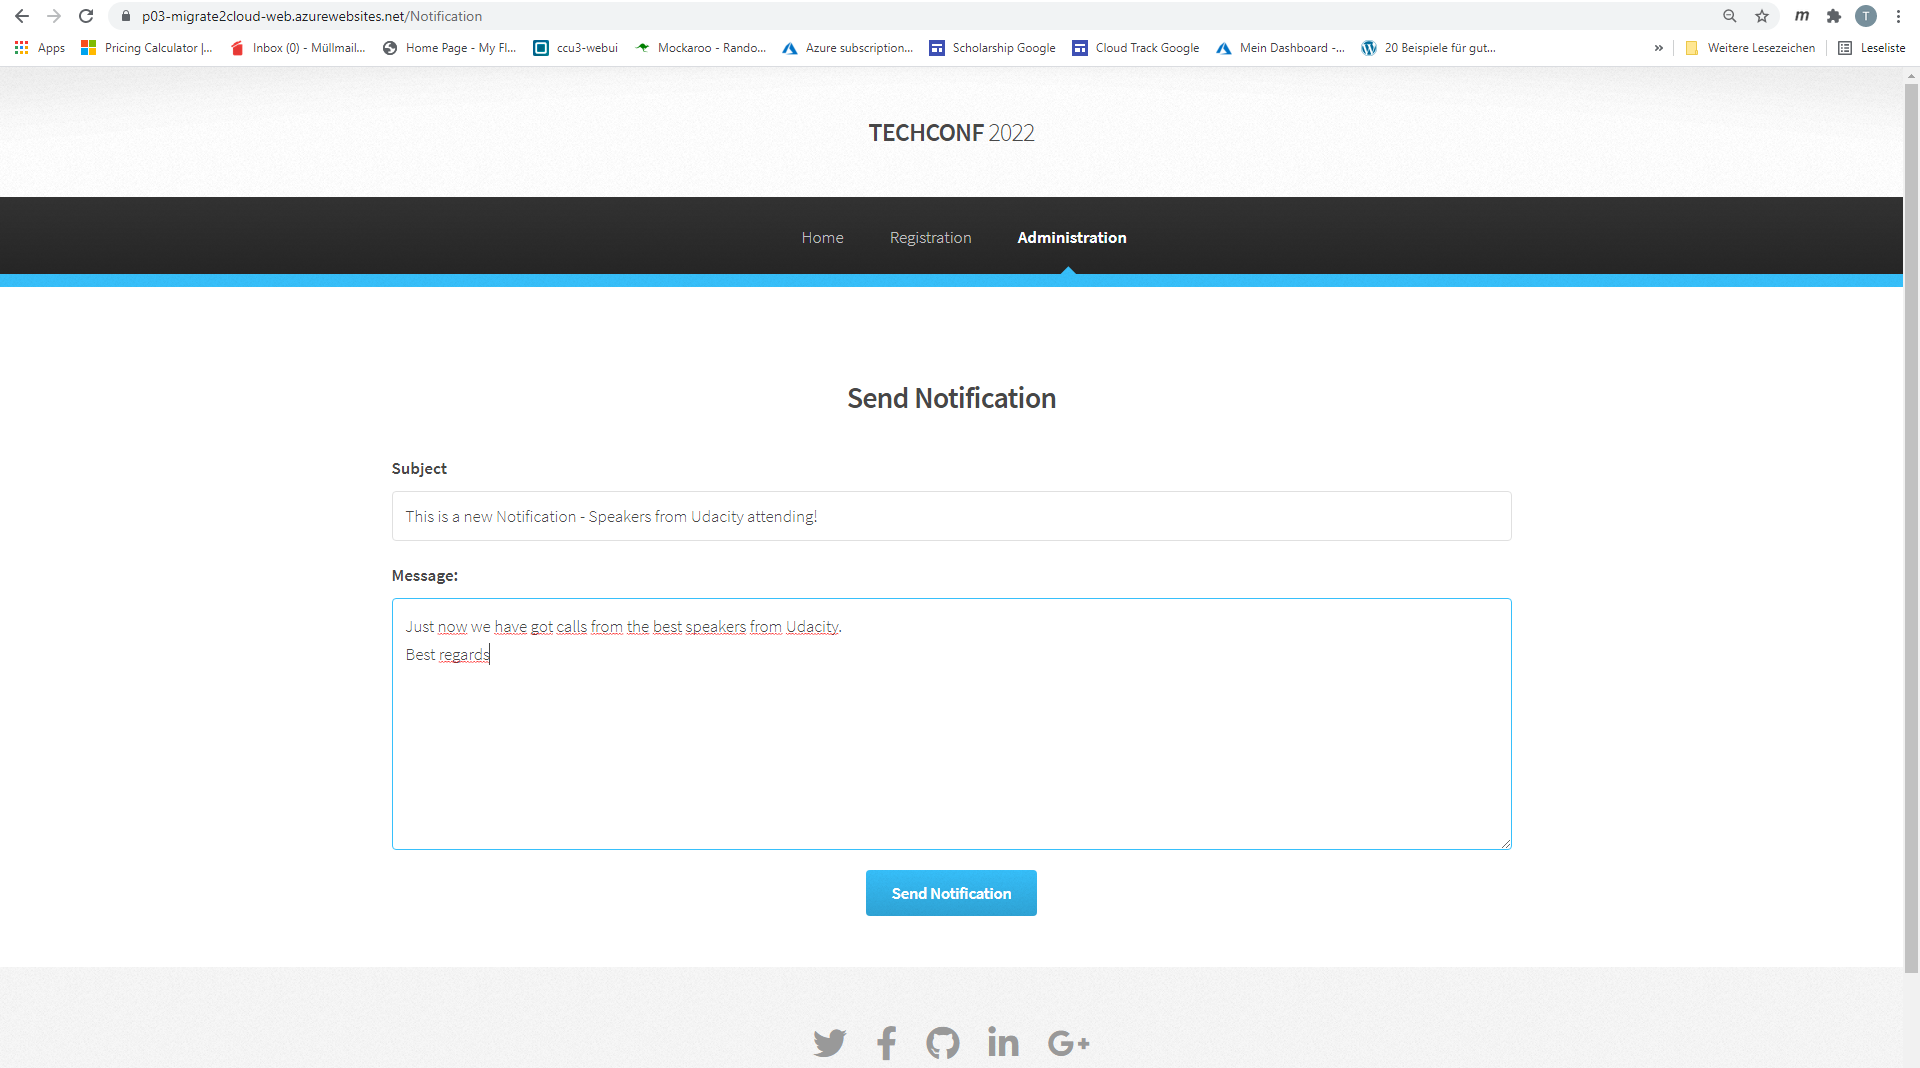 p03-migrate2cloud-web.azurewebsites.net/Notification
m
T
Apps
Pricing Calculator |...
Inbox (0) - Müllmail...
Home Page - My Fl...
ccu3-webui
Mockaroo - Rando...
Azure subscription...
Scholarship Google
Cloud Track Google
Mein Dashboard -...
20 Beispiele für gut...
»
Weitere Lesezeichen
Leseliste
TECHCONF 2022
Home
Registration
Administration
Send Notification
Subject
This is a new Notification - Speakers from Udacity attending!
Message:
Just now we have got calls from the best speakers from Udacity.
Best regards
Send Notification